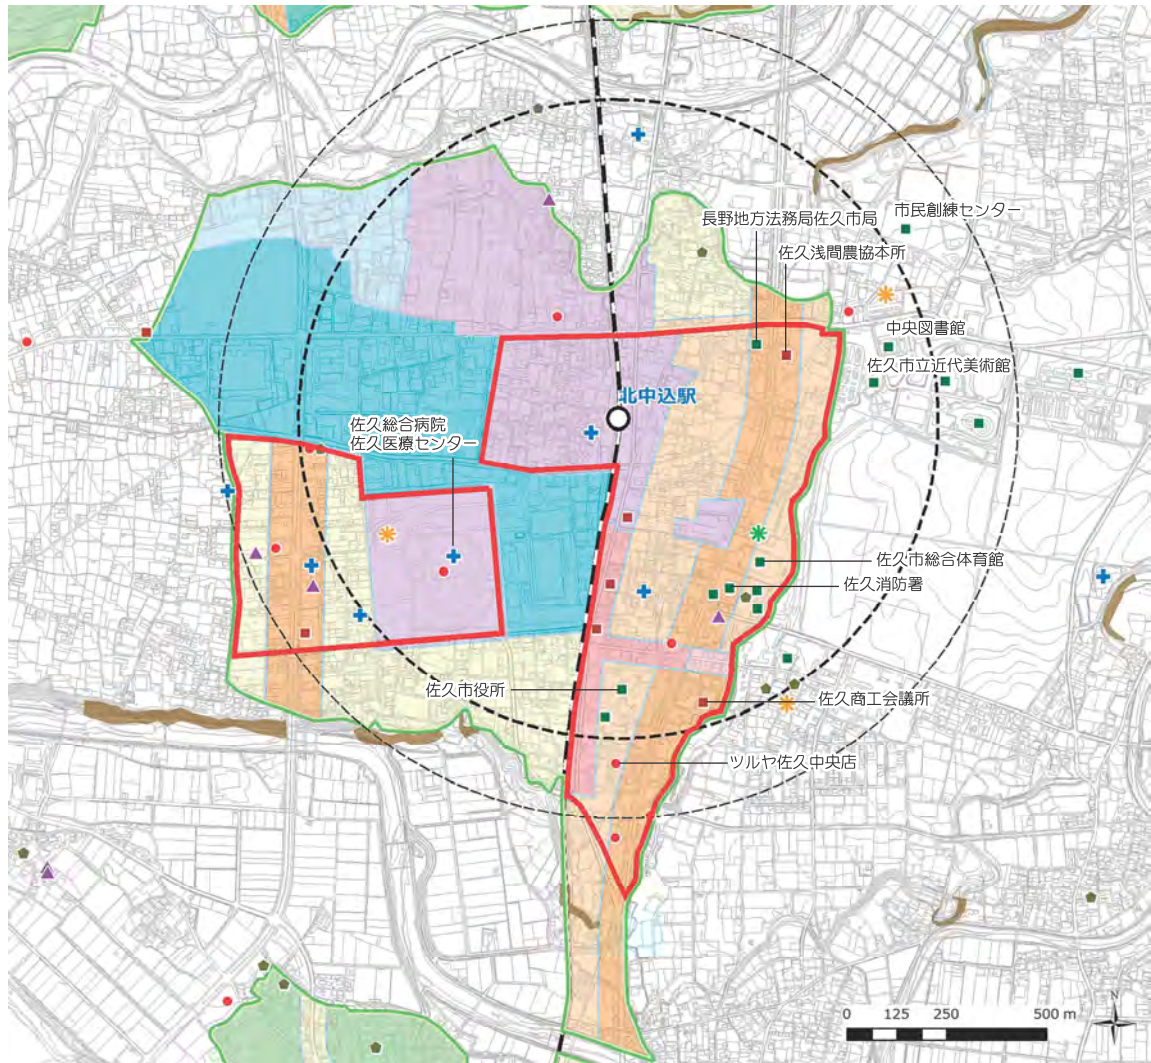 市民創練センター
長野地方法務局佐久市局
佐久浅間農協本所
中央図書館
佐久市立近代美術館
北中込駅
佐久総合病院
佐久医療センター
佐久市総合体育館
佐久消防署
佐久市役所
佐久商工会議所
ツルヤ佐久中央店
N
0 125 250 500 m